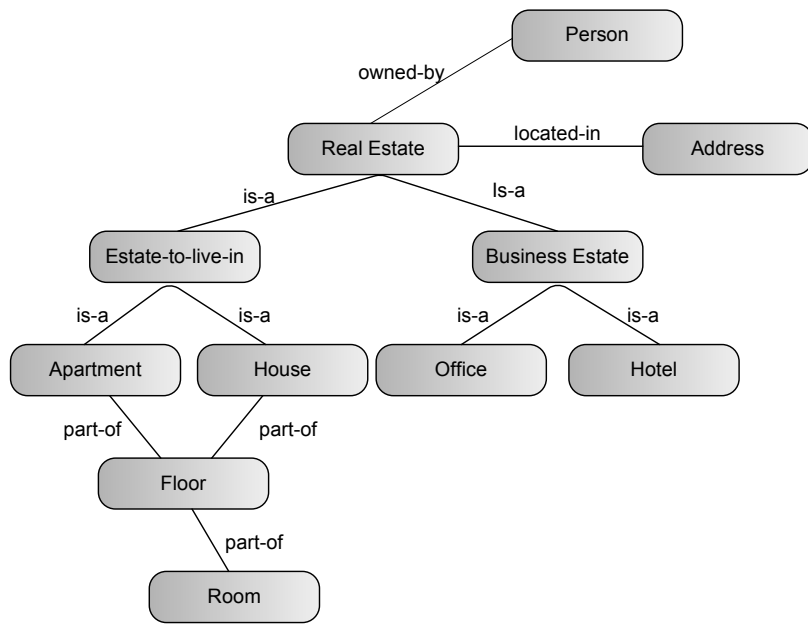 Person
owned-by
Real Estate
located-in
Address
is-a
Is-a
Estate-to-live-in
Business Estate
is-a
is-a
is-a
is-a
Apartment
House
Office
Hotel
part-of
part-of
Floor
part-of
Room